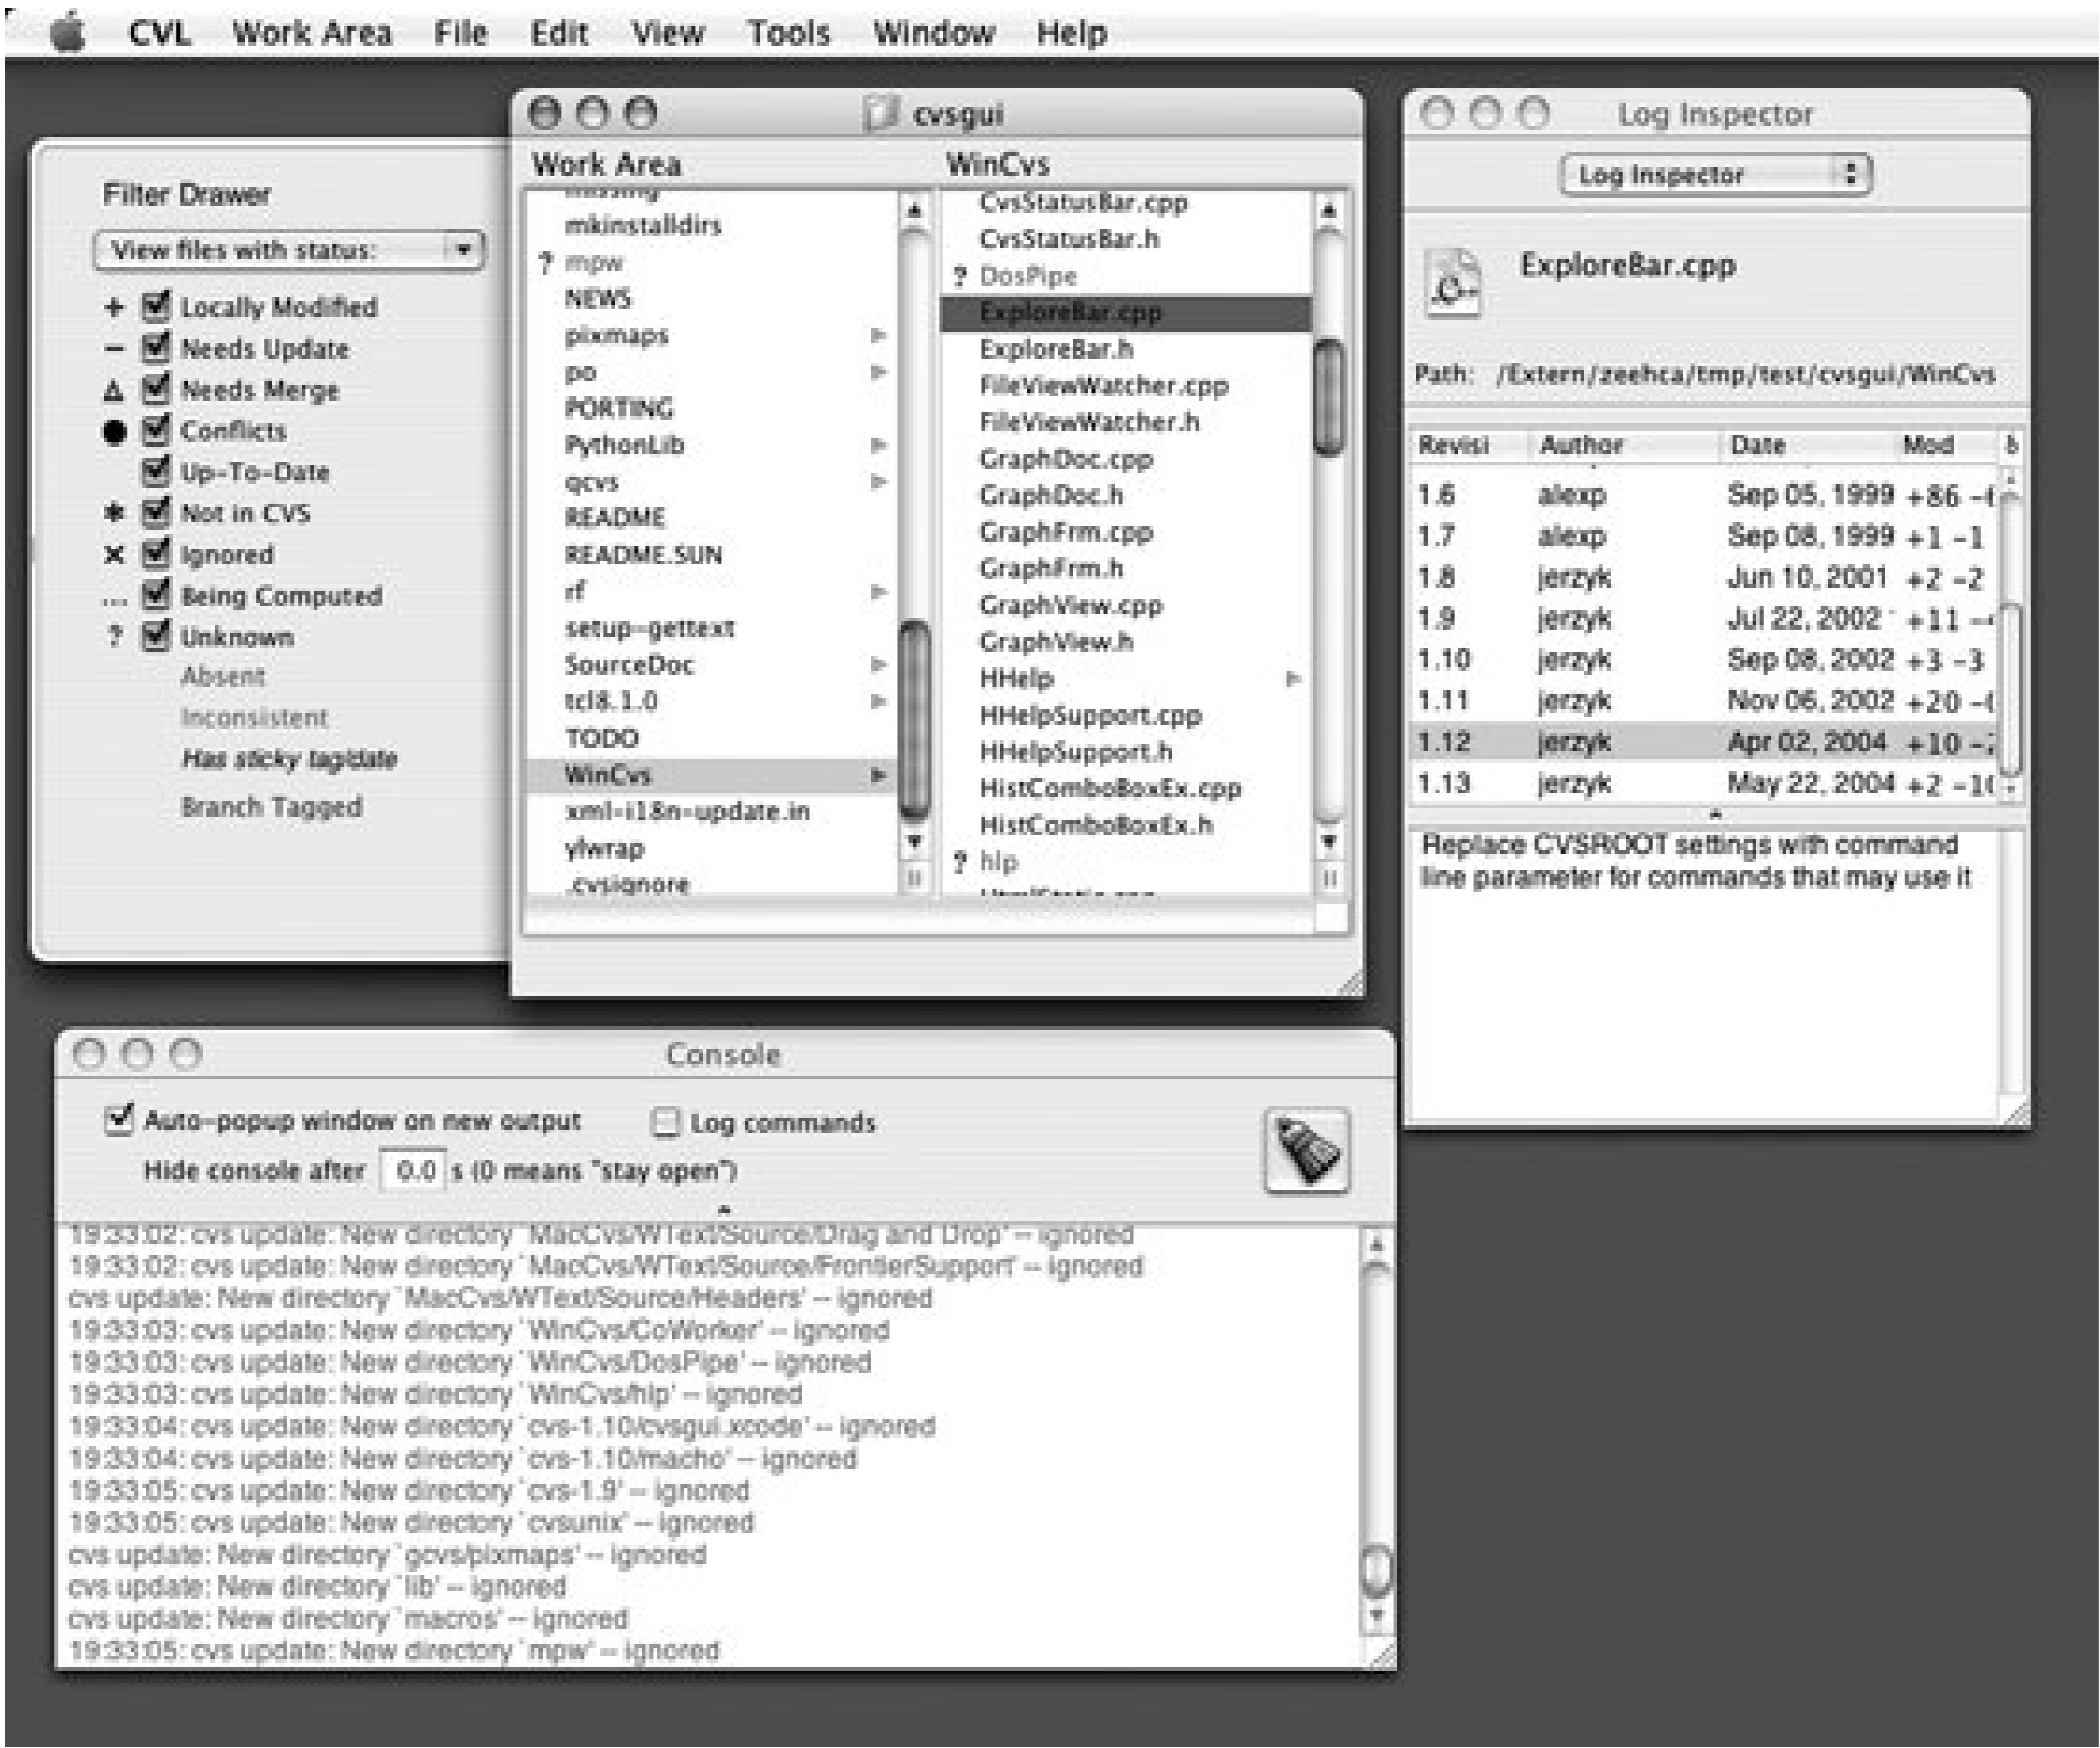 CVL Work Area File Edit View Tools Window Help
Filter Drawer
View files with status:
+ Locally Modified
− Needs Update
Needs Merge
Conflicts
Up-To-Date
* Not in CVS
× Ignored
... Being Computed
? Unknown
Absent
Inconsistent
Has sticky tag/date
Branch Tagged
cvsgui
Work Area
missing
mkinstalldirs
? mpw
NEWS
pixmaps
po
PORTING
PythonLib
qcvs
README
README.SUN
rf
setup-gettext
SourceDoc
tcl8.1.0
TODO
WinCvs
xml-i18n-update.in
ylwrap
.cvsignore
WinCvs
CvsStatusBar.cpp
CvsStatusBar.h
? DosPipe
ExploreBar.cpp
ExploreBar.h
FileViewWatcher.cpp
FileViewWatcher.h
GraphDoc.cpp
GraphDoc.h
GraphFrm.cpp
GraphFrm.h
GraphView.cpp
GraphView.h
HHelp
HHelpSupport.cpp
HHelpSupport.h
HistComboBoxEx.cpp
HistComboBoxEx.h
? hlp
Log Inspector
Log Inspector
ExploreBar.cpp
Path: /Extern/zeehca/tmp/test/cvsgui/WinCvs
Revisi Author Date Mod
1.6 alexp Sep 05, 1999 +86
1.7 alexp Sep 08, 1999 +1 -1
1.8 jerzyk Jun 10, 2001 +2 -2
1.9 jerzyk Jul 22, 2002 +11
1.10 jerzyk Sep 08, 2002 +3 -3
1.11 jerzyk Nov 06, 2002 +20
1.12 jerzyk Apr 02, 2004 +10
1.13 jerzyk May 22, 2004 +2
Replace CVSROOT settings with command
line parameter for commands that may use it
Console
Auto-popup window on new output Log commands
Hide console after 0.0 s (0 means "stay open")
19:33:02: cvs update: New directory `MacCvs/WText/Source/Drag and Drop' -- ignored
19:33:02: cvs update: New directory `MacCvs/WText/Source/FrontierSupport' -- ignored
cvs update: New directory `MacCvs/WText/Source/Headers' -- ignored
19:33:03: cvs update: New directory `WinCvs/CoWorker' -- ignored
19:33:03: cvs update: New directory `WinCvs/DosPipe' -- ignored
19:33:03: cvs update: New directory `WinCvs/hlp' -- ignored
19:33:04: cvs update: New directory `cvs-1.10/cvsgui.xcode' -- ignored
19:33:04: cvs update: New directory `cvs-1.10/macho' -- ignored
19:33:05: cvs update: New directory `cvs-1.9' -- ignored
19:33:05: cvs update: New directory `cvsunix' -- ignored
cvs update: New directory `gcvs/pixmaps' -- ignored
cvs update: New directory `lib' -- ignored
cvs update: New directory `macros' -- ignored
19:33:05: cvs update: New directory `mpw' -- ignored